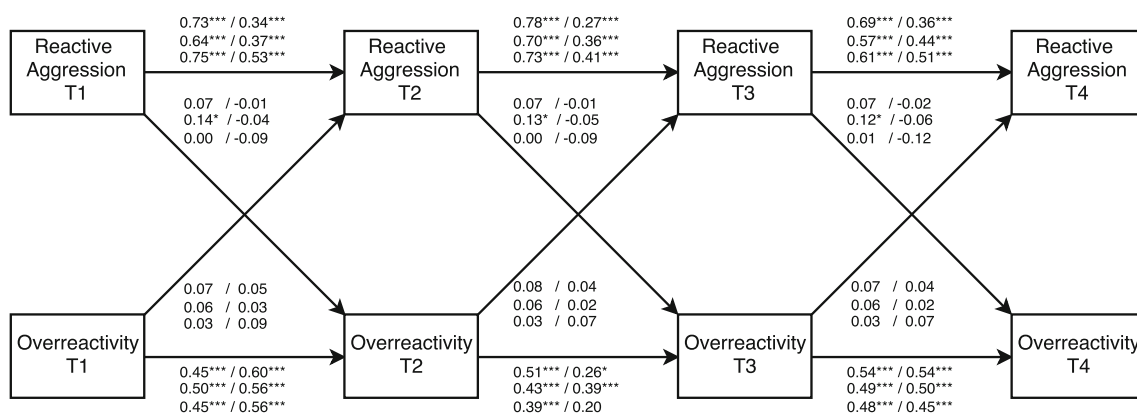 0.73*** / 0.34***
0.64*** / 0.37***
0.75*** / 0.53***
0.78*** / 0.27***
0.70*** / 0.36***
0.73*** / 0.41***
0.69*** / 0.36***
0.57*** / 0.44***
0.61*** / 0.51***
Reactive
Aggression
T1
Reactive
Aggression
T2
Reactive
Aggression
T3
Reactive
Aggression
T4
0.07 / -0.01
0.14* / -0.04
0.00 / -0.09
0.07 / -0.01
0.13* / -0.05
0.00 / -0.09
0.07 / -0.02
0.12* / -0.06
0.01 / -0.12
0.07 / 0.05
0.06 / 0.03
0.03 / 0.09
0.08 / 0.04
0.06 / 0.02
0.03 / 0.07
0.07 / 0.04
0.06 / 0.02
0.03 / 0.07
Overreactivity
T1
Overreactivity
T2
Overreactivity
T3
Overreactivity
T4
0.45*** / 0.60***
0.50*** / 0.56***
0.45*** / 0.56***
0.51*** / 0.26*
0.43*** / 0.39***
0.39*** / 0.20
0.54*** / 0.54***
0.49*** / 0.50***
0.48*** / 0.45***